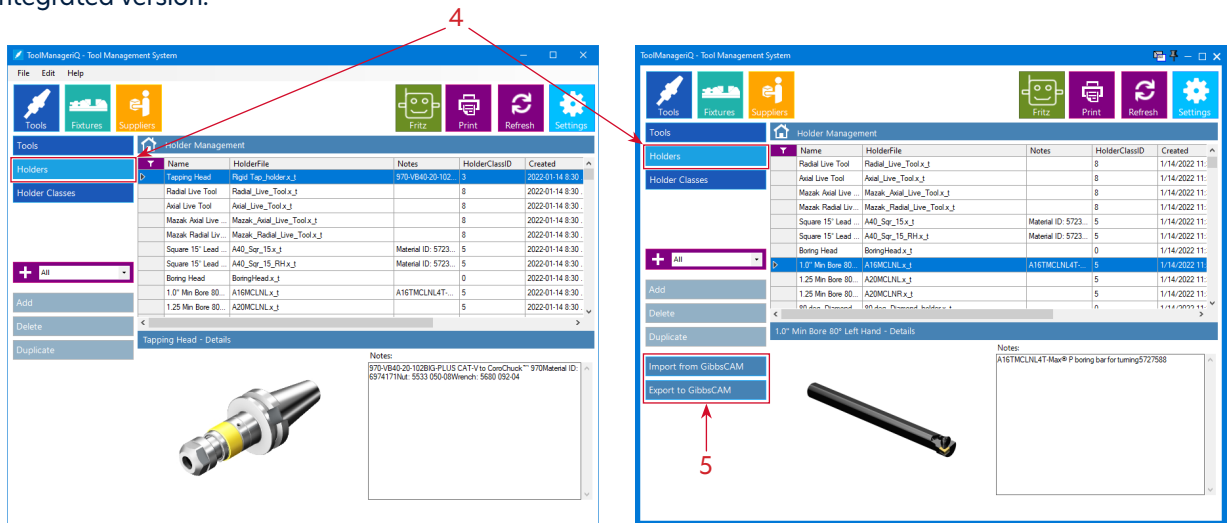 integrated version.
4
ToolManageriQ - Tool Management System
File Edit Help
Tools Fixtures Suppliers Fritz Print Refresh Settings
Tools
Holder Management
Holders
Holder Classes
Name HolderFile Notes HolderClassID Created
Tapping Head Rigid Tap_holder.x_t 970-VB40-20-102... 3 2022-01-14 8:30 .
Radial Live Tool Radial_Live_Tool.x_t 8 2022-01-14 8:30 .
Axial Live Tool Axial_Live_Tool.x_t 8 2022-01-14 8:30 .
Mazak Axial Live ... Mazak_Axial_Live_Tool.x_t 8 2022-01-14 8:30 .
Mazak Radial Liv... Mazak_Radial_Live_Tool.x_t 8 2022-01-14 8:30 .
Square 15° Lead ... A40_Sqr_15.x_t Material ID: 5723... 5 2022-01-14 8:30 .
Square 15° Lead ... A40_Sqr_15_RH.x_t Material ID: 5723... 5 2022-01-14 8:30 .
Boring Head BoringHead.x_t 0 2022-01-14 8:30 .
1.0" Min Bore 80... A16MCLNL.x_t A16TMCLNL4T-... 5 2022-01-14 8:30 .
1.25 Min Bore 80... A20MCLNL.x_t 5 2022-01-14 8:30 .
All
Add
Delete
Duplicate
Tapping Head - Details
Notes:
970-VB40-20-102BIG-PLUS CAT-V to CoroChuck™ 970Material ID:
6974171Nut: 5533 050-08Wrench: 5680 092-04
ToolManageriQ - Tool Management System
Tools Fixtures Suppliers Fritz Print Refresh Settings
Tools
Holder Management
Holders
Holder Classes
Name HolderFile Notes HolderClassID Created
Radial Live Tool Radial_Live_Tool.x_t 8 1/14/2022 11:
Axial Live Tool Axial_Live_Tool.x_t 8 1/14/2022 11:
Mazak Axial Live ... Mazak_Axial_Live_Tool.x_t 8 1/14/2022 11:
Mazak Radial Liv... Mazak_Radial_Live_Tool.x_t 8 1/14/2022 11:
Square 15° Lead ... A40_Sqr_15.x_t Material ID: 5723... 5 1/14/2022 11:
Square 15° Lead ... A40_Sqr_15_RH.x_t Material ID: 5723... 5 1/14/2022 11:
Boring Head BoringHead.x_t 0 1/14/2022 11:
1.0" Min Bore 80... A16MCLNL.x_t A16TMCLNL4T-... 5 1/14/2022 11:
1.25 Min Bore 80... A20MCLNL.x_t 5 1/14/2022 11:
1.25 Min Bore 80... A20MCLNR.x_t 5 1/14/2022 11:
All
Add
Delete
Duplicate
Import from GibbsCAM
Export to GibbsCAM
1.0" Min Bore 80° Left Hand - Details
Notes:
A16TMCLNL4T-Max® P boring bar for turning5727588
5